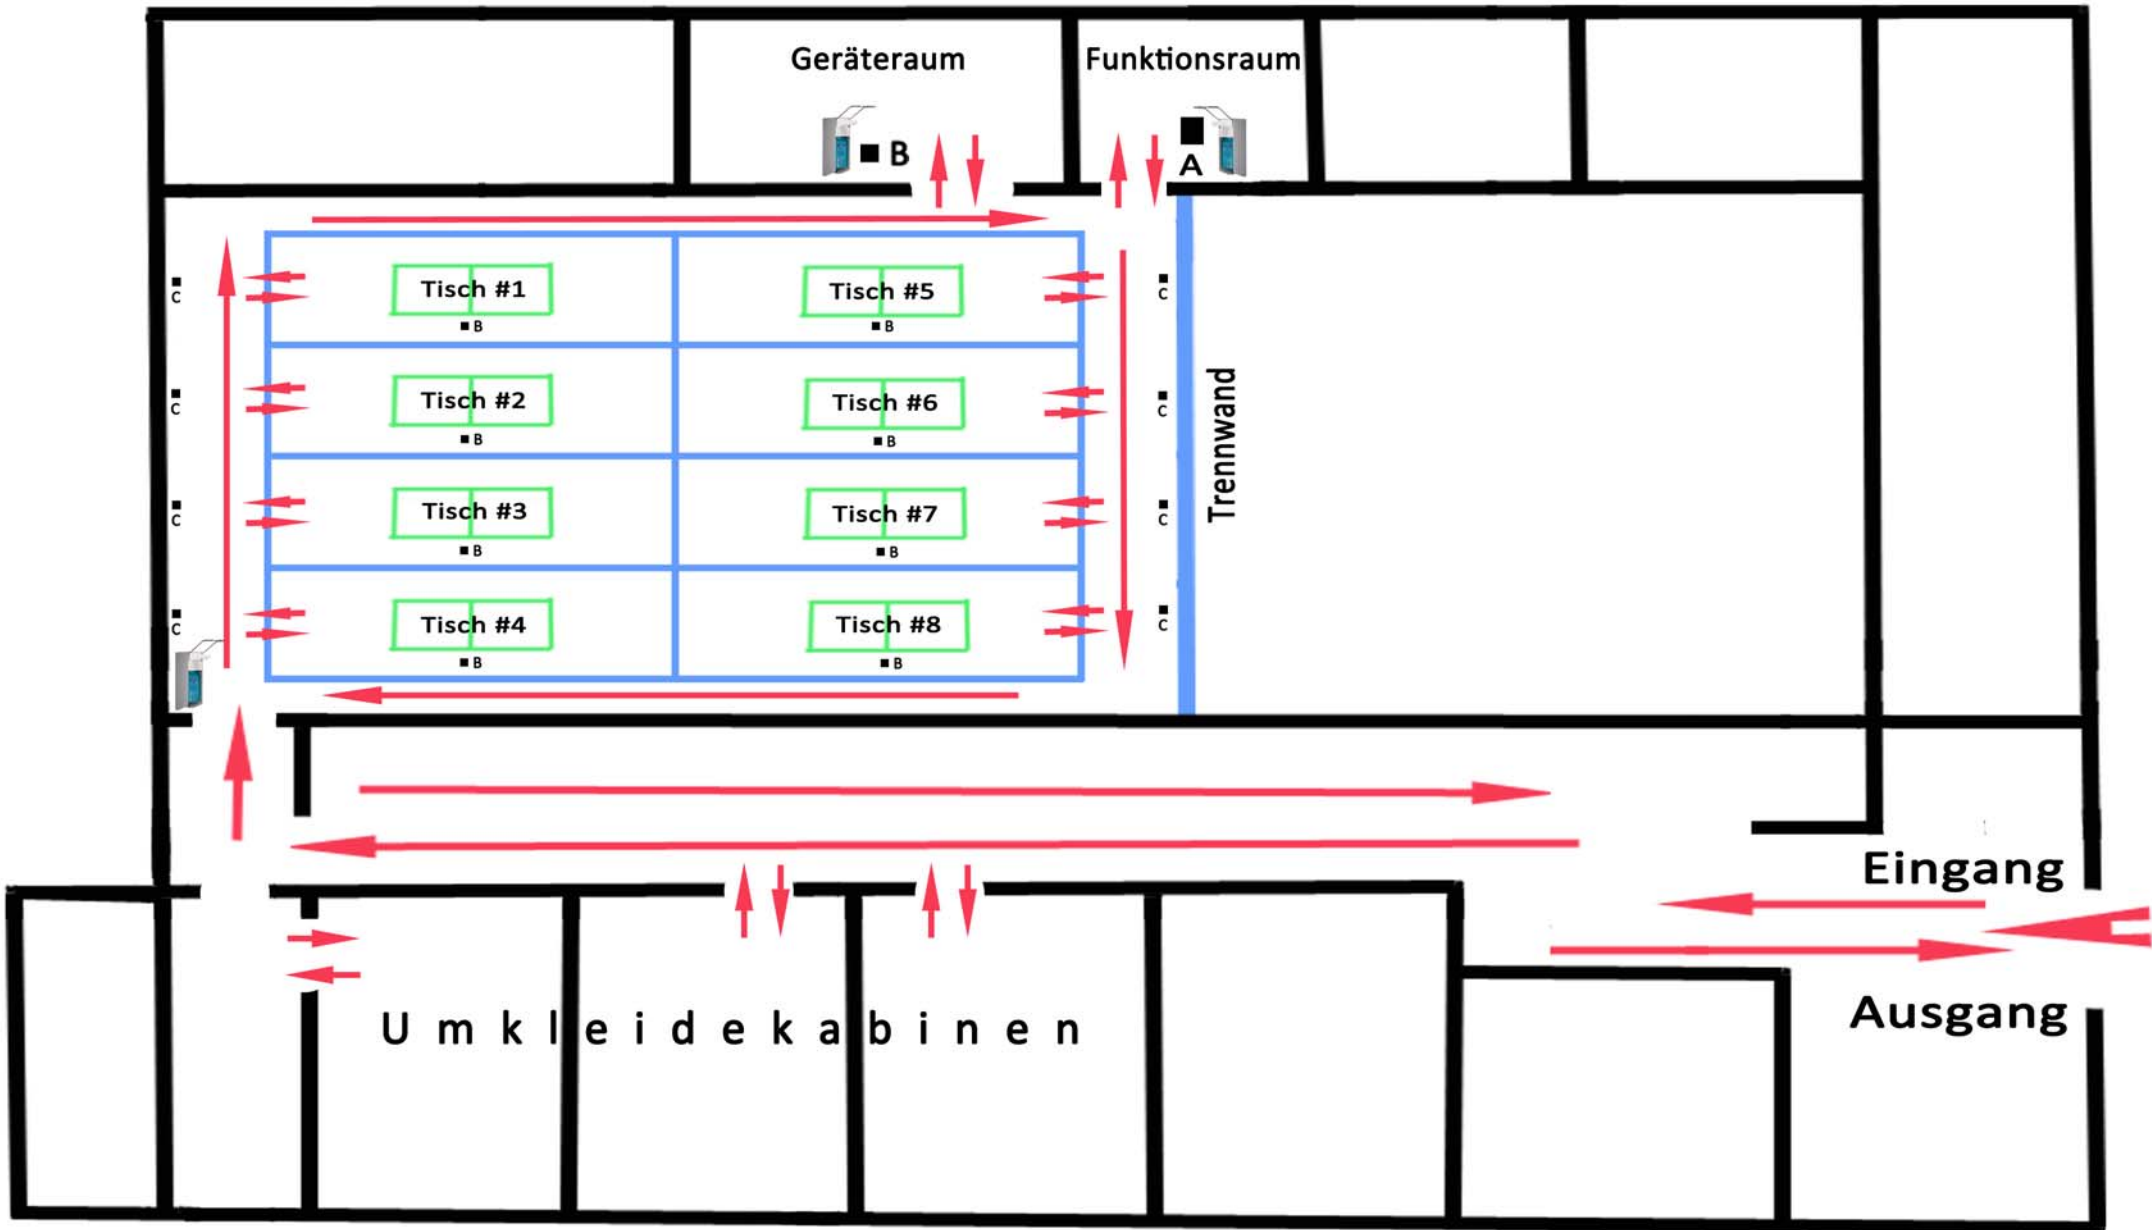 Geräteraum
Funktionsraum
B
A
C
Tisch #1
B
Tisch #5
B
C
C
Tisch #2
B
Tisch #6
B
C
C
Tisch #3
B
Tisch #7
B
C
C
Tisch #4
B
Tisch #8
B
C
Trennwand
Eingang
Ausgang
Umkleidekabinen